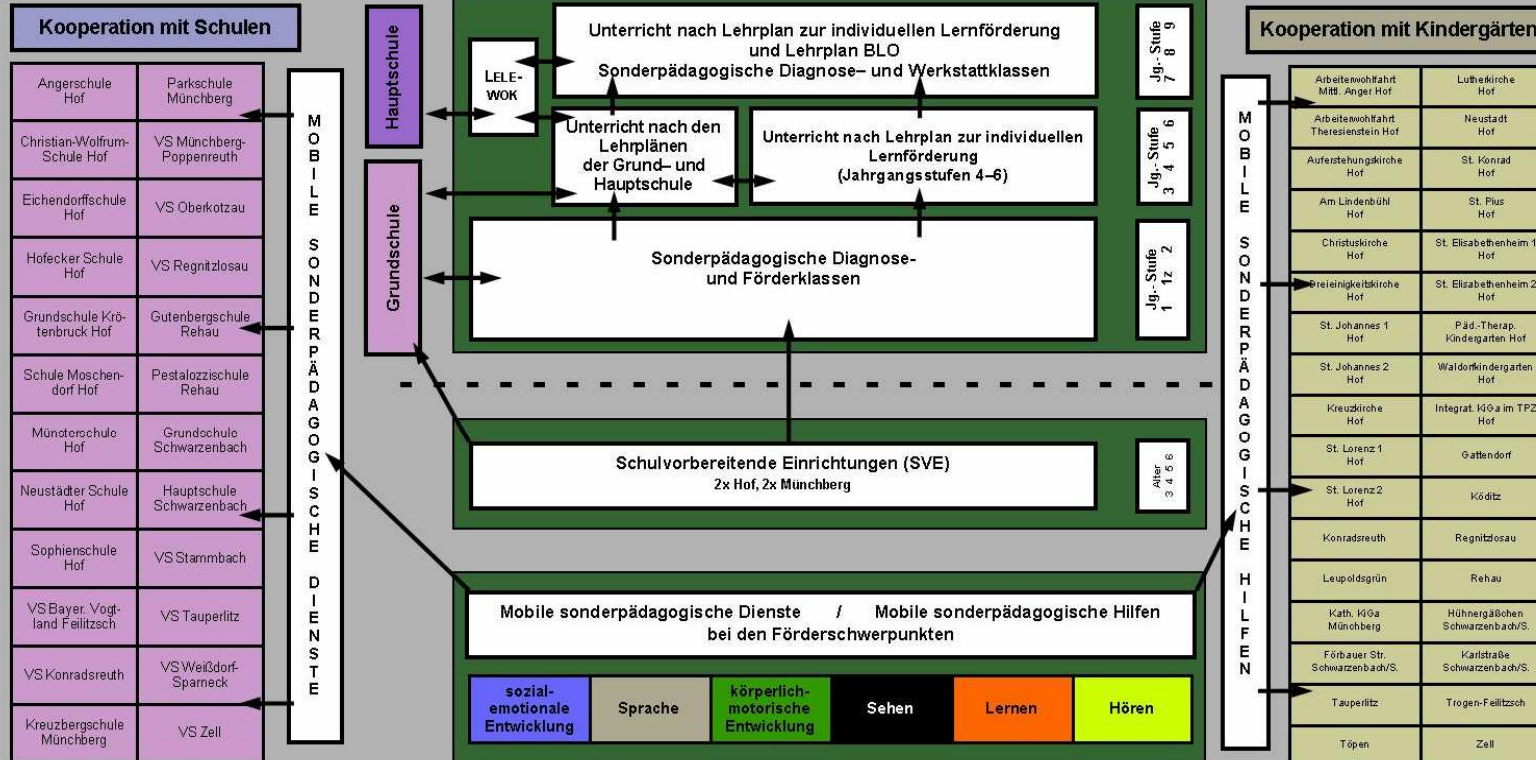 Kooperation mit Schulen
Angerschule
Hof
Parkschule
Münchberg
Christian-Wolfrum-
Schule Hof
VS Münchberg-
Poppenreuth
Eichendorffschule
Hof
VS Oberkotzau
Hofecker Schule
Hof
VS Regnitzlosau
Grundschule Krö-
tenbruck Hof
Gutenbergschule
Rehau
Schule Moschen-
dorf Hof
Pestalozzischule
Rehau
Münsterschule
Hof
Grundschule
Schwarzenbach
Neustädter Schule
Hof
Hauptschule
Schwarzenbach
Sophienschule
Hof
VS Stammbach
VS Bayer. Vogt-
land Feilitzsch
VS Tauperlitz
VS Konradsreuth
VS Weißdorf-
Sparneck
Kreuzbergschule
Münchberg
VS Zell
MOBILE SONDERPÄDAGOGISCHE DIENSTE
Hauptschule
Grundschule
LELE-
WOK
Unterricht nach Lehrplan zur individuellen Lernförderung
und Lehrplan BLO
Sonderpädagogische Diagnose– und Werkstattklassen
Jg.- Stufe
7 8 9
Unterricht nach den
Lehrplänen
der Grund– und
Hauptschule
Unterricht nach Lehrplan zur individuellen
Lernförderung
(Jahrgangsstufen 4–6)
Jg.- Stufe
3 4 5 6
Sonderpädagogische Diagnose-
und Förderklassen
Jg.- Stufe
1 1z 2
Schulvorbereitende Einrichtungen (SVE)
2x Hof, 2x Münchberg
Alter
3 4 5 6
Mobile sonderpädagogische Dienste / Mobile sonderpädagogische Hilfen
bei den Förderschwerpunkten
sozial-
emotionale
Entwicklung
Sprache
körperlich-
motorische
Entwicklung
Sehen
Lernen
Hören
MOBILE SONDERPÄDAGOGISCHE HILFEN
Kooperation mit Kindergärten
Arbeiterwohlfahrt
Mittl. Anger Hof
Lutherkirche
Hof
Arbeiterwohlfahrt
Theresienstein Hof
Neustadt
Hof
Auferstehungskirche
Hof
St. Konrad
Hof
Am Lindenbühl
Hof
St. Pius
Hof
Christuskirche
Hof
St. Elisabethenheim 1
Hof
Dreieinigkeitskirche
Hof
St. Elisabethenheim 2
Hof
St. Johannes 1
Hof
Päd.-Therap.
Kindergarten Hof
St. Johannes 2
Hof
Waldorfkindergarten
Hof
Kreuzkirche
Hof
Integrat. KiGa im TPZ
Hof
St. Lorenz 1
Hof
Gattendorf
St. Lorenz 2
Hof
Köditz
Konradsreuth
Regnitzlosau
Leupoldsgrün
Rehau
Kath. KiGa
Münchberg
Hühnergäßchen
Schwarzenbach/S.
Förbauer Str.
Schwarzenbach/S.
Karlstraße
Schwarzenbach/S.
Tauperlitz
Trogen-Feilitzsch
Töpen
Zell